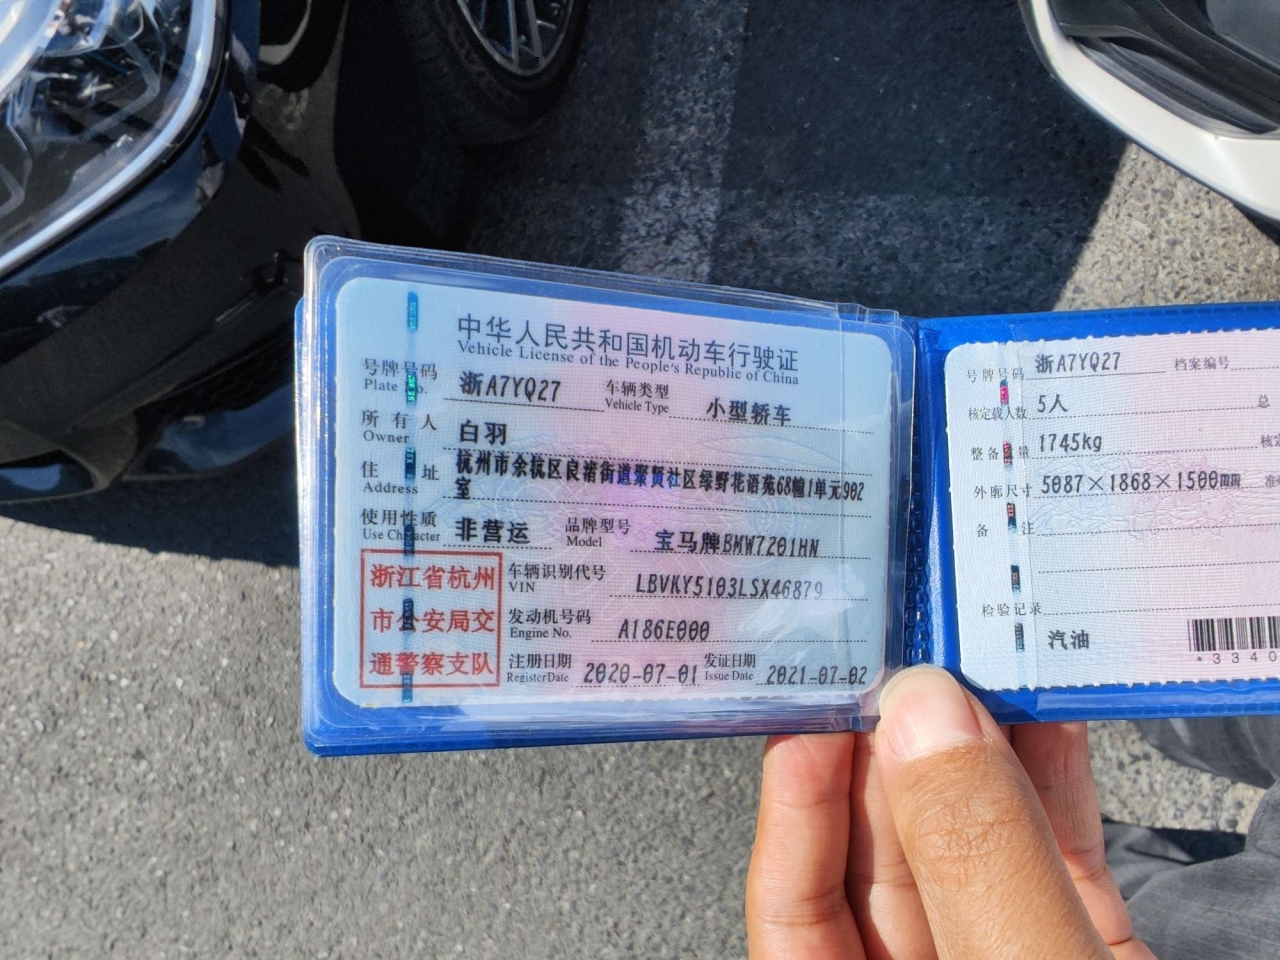 中华人民共和国机动车行驶证
Vehicle License of the People's Republic of China
号牌号码 浙A7YQ27 车辆类型 小型轿车
Plate No. Vehicle Type
所有人 白羽
Owner
住址 杭州市余杭区良渚街道聚贤社区绿野花语苑68幢1单元902
Address 室
使用性质 非营运 品牌型号 宝马牌BMW7201HN
Use Character Model
浙江省杭州
市公安局交
通警察支队
车辆识别代号 LBVKY5103LSX46879
VIN
发动机号码 A186E000
Engine No.
注册日期 2020-07-01 发证日期 2021-07-02
Register Date Issue Date
号牌号码 浙A7YQ27 档案编号
核定载人数 5人 总
整备质量 1745kg 核定
外廓尺寸 5087×1868×1500mm 准
备注
检验记录
汽油
*3340